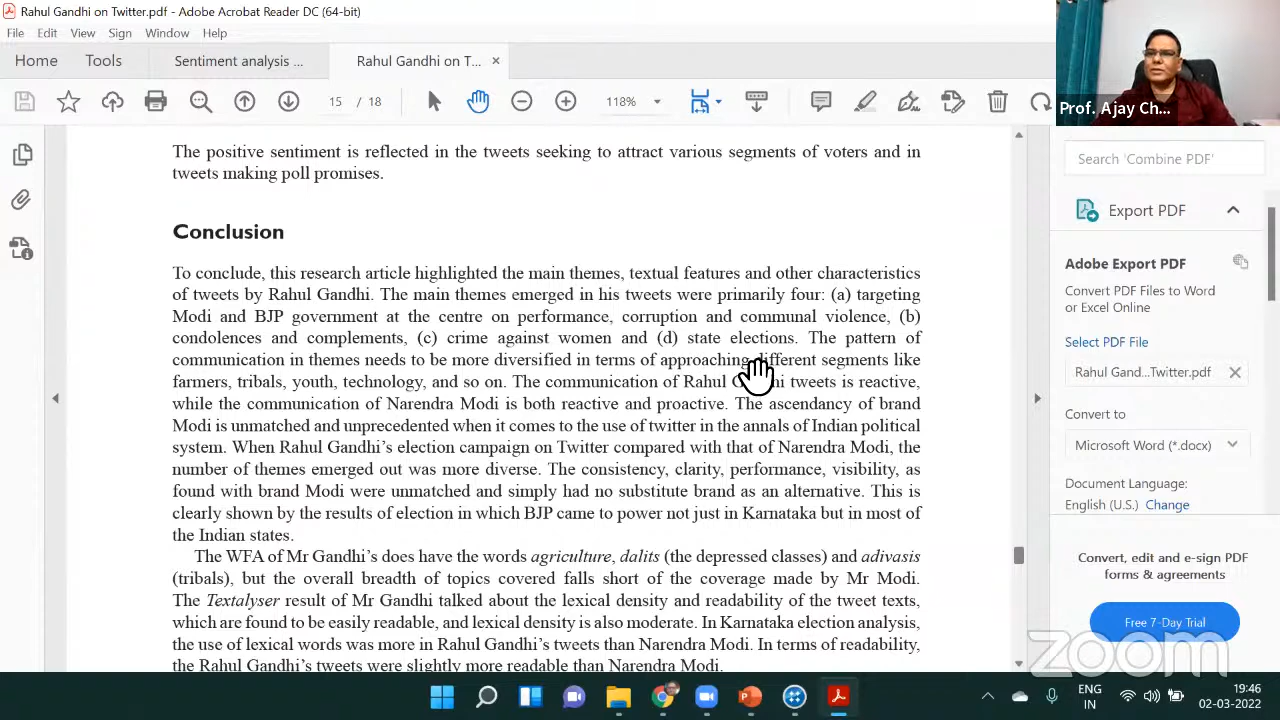 Rahul Gandhi on Twitter.pdf - Adobe Acrobat Reader DC (64-bit)
File Edit View Sign Window Help
Home Tools Sentiment analysis ... Rahul Gandhi on T... ×
15 / 18 118%
Prof. Ajay Ch...
The positive sentiment is reflected in the tweets seeking to attract various segments of voters and in
tweets making poll promises.
Conclusion
To conclude, this research article highlighted the main themes, textual features and other characteristics
of tweets by Rahul Gandhi. The main themes emerged in his tweets were primarily four: (a) targeting
Modi and BJP government at the centre on performance, corruption and communal violence, (b)
condolences and complements, (c) crime against women and (d) state elections. The pattern of
communication in themes needs to be more diversified in terms of approaching different segments like
farmers, tribals, youth, technology, and so on. The communication of Rahul Gandhi tweets is reactive,
while the communication of Narendra Modi is both reactive and proactive. The ascendancy of brand
Modi is unmatched and unprecedented when it comes to the use of twitter in the annals of Indian political
system. When Rahul Gandhi's election campaign on Twitter compared with that of Narendra Modi, the
number of themes emerged out was more diverse. The consistency, clarity, performance, visibility, as
found with brand Modi were unmatched and simply had no substitute brand as an alternative. This is
clearly shown by the results of election in which BJP came to power not just in Karnataka but in most of
the Indian states.
The WFA of Mr Gandhi's does have the words agriculture, dalits (the depressed classes) and adivasis
(tribals), but the overall breadth of topics covered falls short of the coverage made by Mr Modi.
The Textalyser result of Mr Gandhi talked about the lexical density and readability of the tweet texts,
which are found to be easily readable, and lexical density is also moderate. In Karnataka election analysis,
the use of lexical words was more in Rahul Gandhi's tweets than Narendra Modi. In terms of readability,
the Rahul Gandhi's tweets were slightly more readable than Narendra Modi.
Search 'Combine PDF'
Export PDF
Adobe Export PDF
Convert PDF Files to Word
or Excel Online
Select PDF File
Rahul Gand...Twitter.pdf
Convert to
Microsoft Word (*.docx)
Document Language:
English (U.S.) Change
Convert, edit and e-sign PDF
forms & agreements
Free 7-Day Trial
zoom
ENG
IN
19:46
02-03-2022